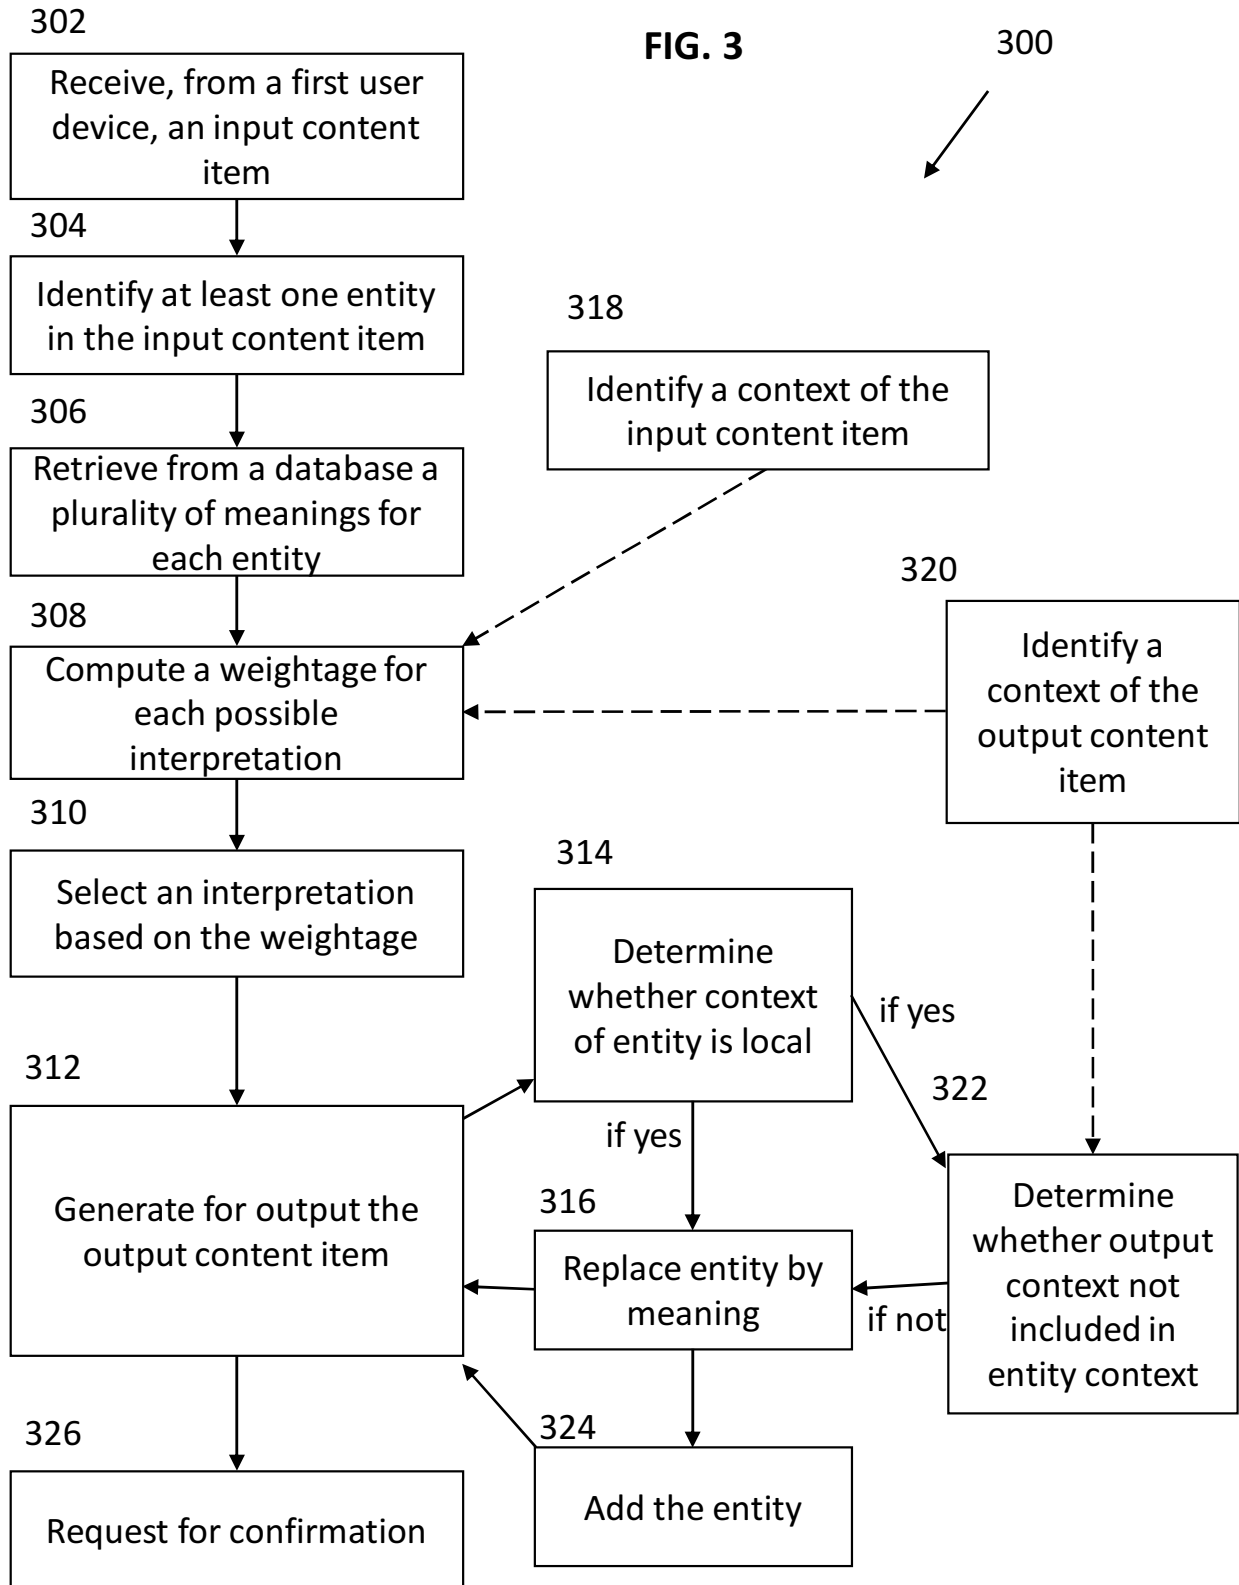 302
FIG. 3
300
Receive, from a first user
device, an input content
item
304
Identify at least one entity
in the input content item
318
Identify a context of the
input content item
306
Retrieve from a database a
plurality of meanings for
each entity
320
Identify a
context of the
output content
item
308
Compute a weightage for
each possible
interpretation
310
Select an interpretation
based on the weightage
314
Determine
whether context
of entity is local
if yes
if yes
312
Generate for output the
output content item
322
Determine
whether output
context not
included in
entity context
if not
316
Replace entity by
meaning
324
Add the entity
326
Request for confirmation